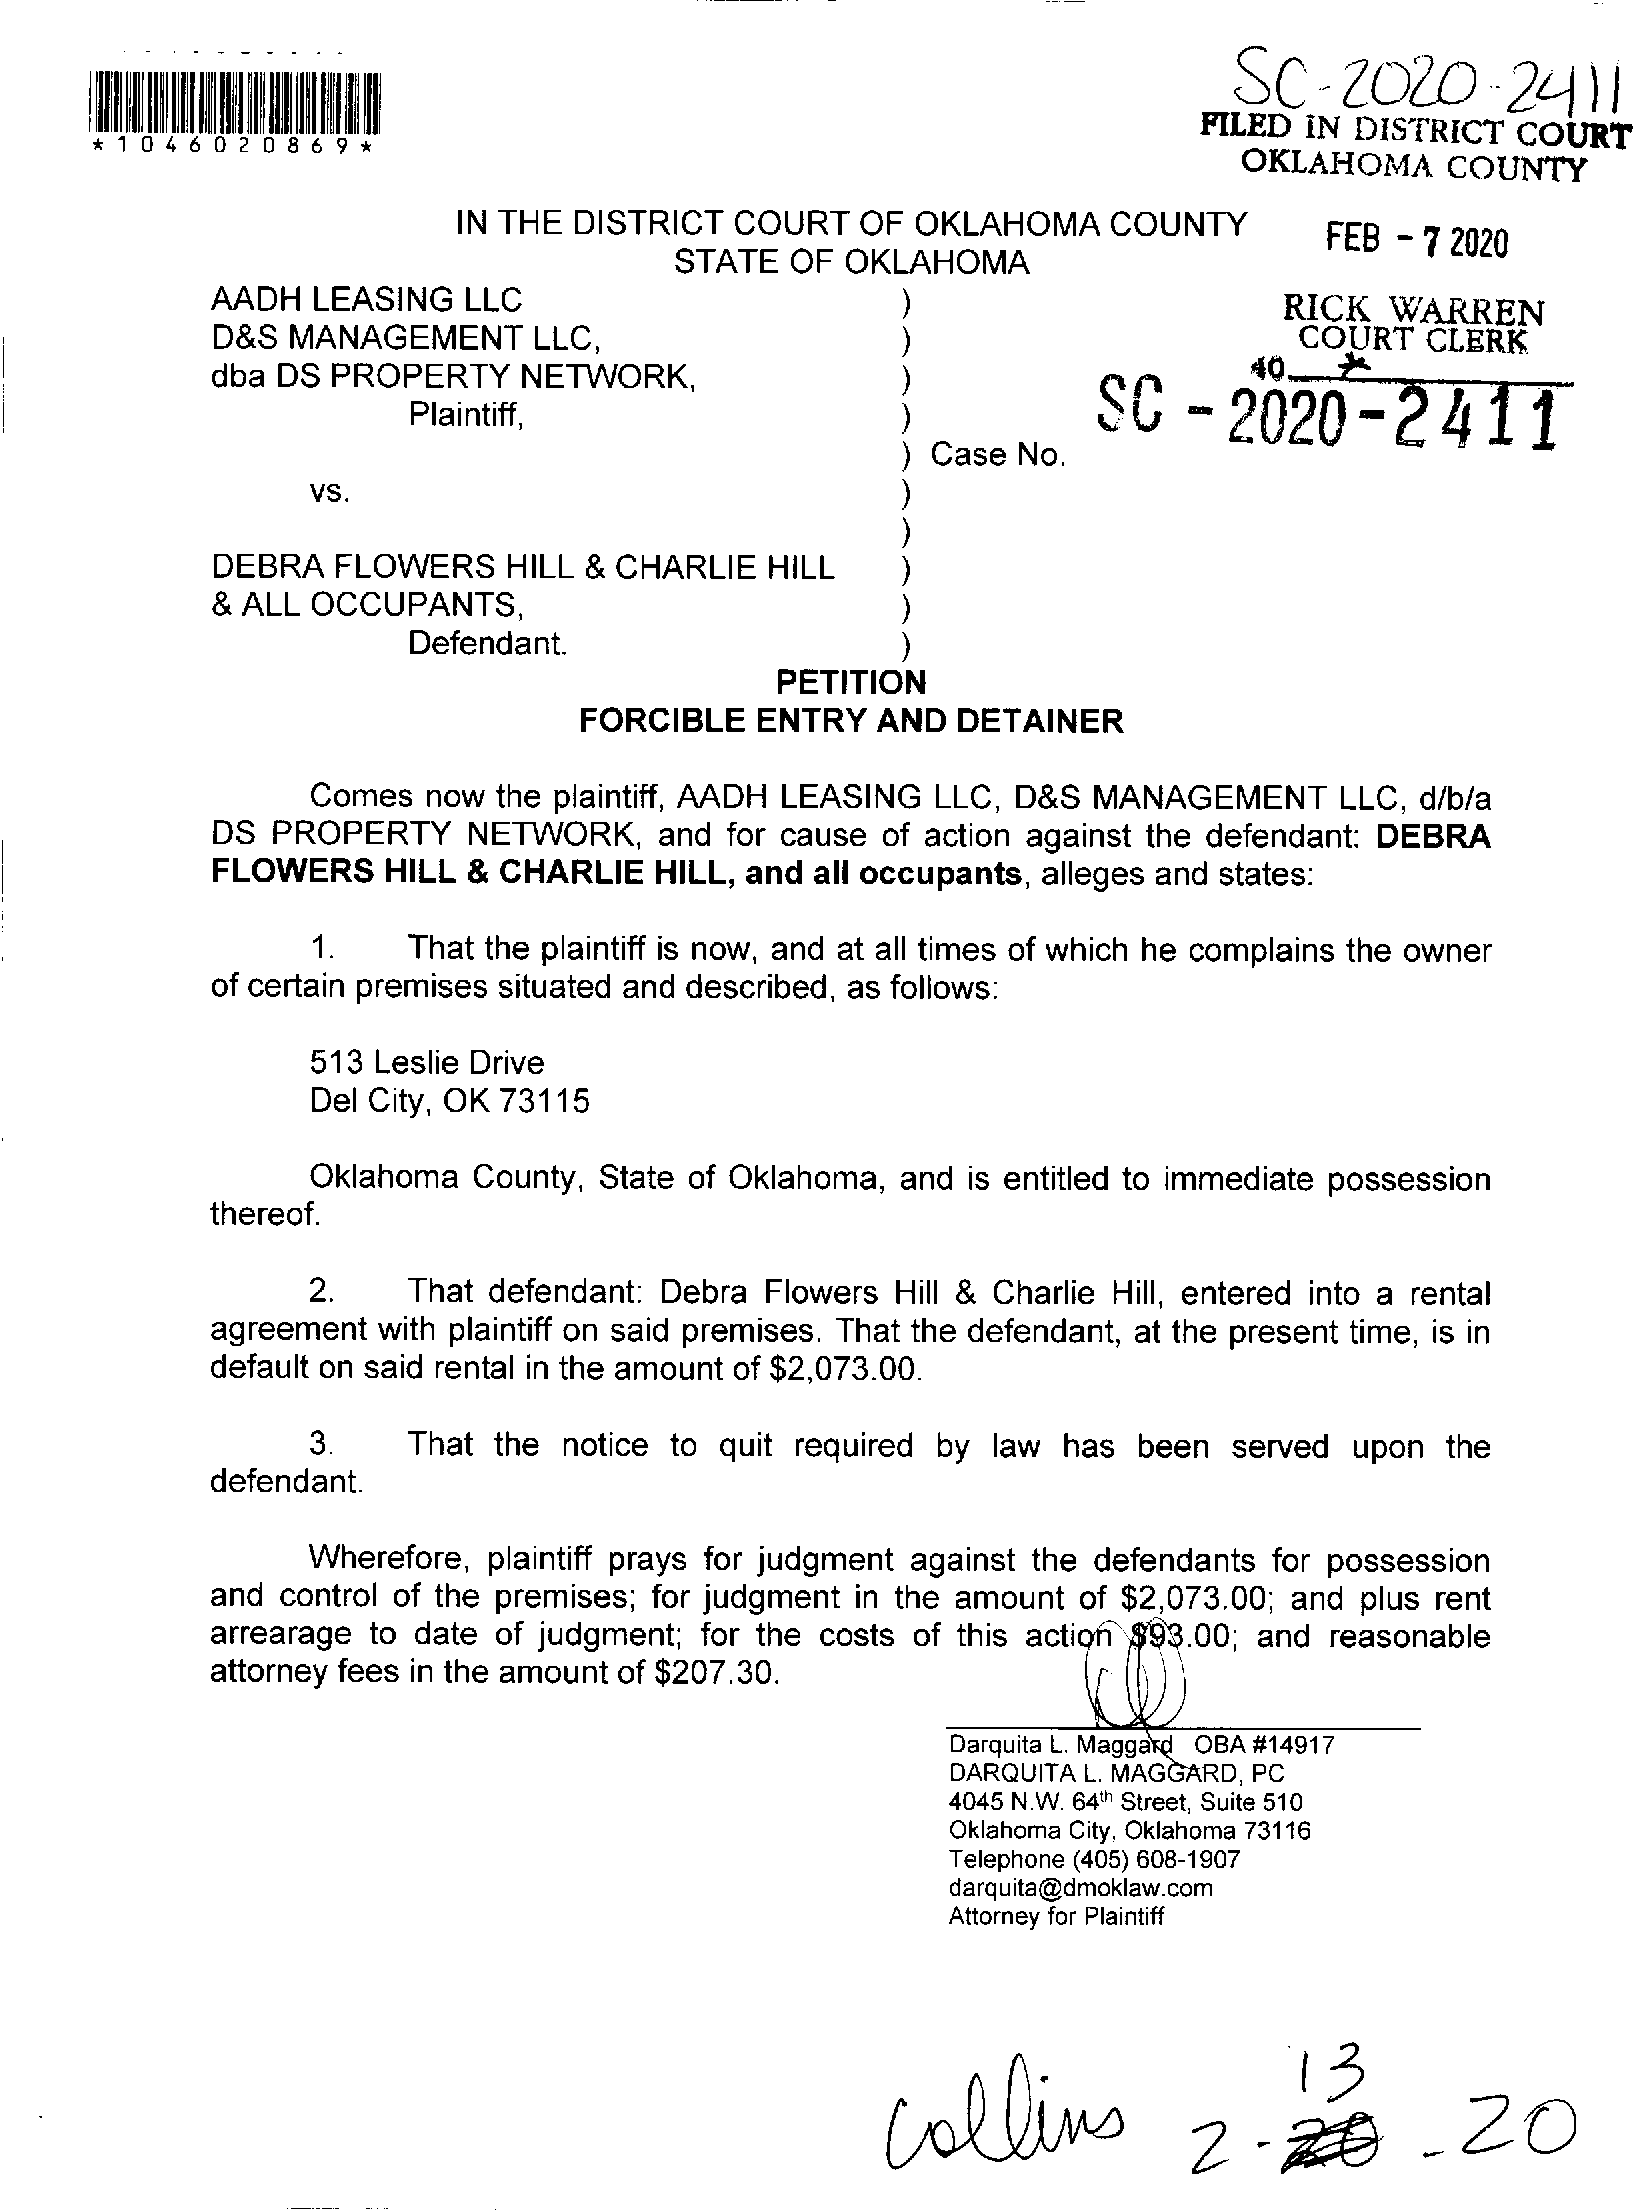 SC-2020-2411
*1046020869*
FILED IN DISTRICT COURT
OKLAHOMA COUNTY
IN THE DISTRICT COURT OF OKLAHOMA COUNTY
FEB - 7 2020
STATE OF OKLAHOMA
AADH LEASING LLC )
RICK WARREN
D&S MANAGEMENT LLC, )
COURT CLERK
dba DS PROPERTY NETWORK, )
40
Plaintiff, )
SC - 2020 - 2411
) Case No.
vs. )
)
DEBRA FLOWERS HILL & CHARLIE HILL )
& ALL OCCUPANTS, )
Defendant. )
PETITION
FORCIBLE ENTRY AND DETAINER
Comes now the plaintiff, AADH LEASING LLC, D&S MANAGEMENT LLC, d/b/a
DS PROPERTY NETWORK, and for cause of action against the defendant: DEBRA
FLOWERS HILL & CHARLIE HILL, and all occupants, alleges and states:
1. That the plaintiff is now, and at all times of which he complains the owner
of certain premises situated and described, as follows:
513 Leslie Drive
Del City, OK 73115
Oklahoma County, State of Oklahoma, and is entitled to immediate possession
thereof.
2. That defendant: Debra Flowers Hill & Charlie Hill, entered into a rental
agreement with plaintiff on said premises. That the defendant, at the present time, is in
default on said rental in the amount of $2,073.00.
3. That the notice to quit required by law has been served upon the
defendant.
Wherefore, plaintiff prays for judgment against the defendants for possession
and control of the premises; for judgment in the amount of $2,073.00; and plus rent
arrearage to date of judgment; for the costs of this action $93.00; and reasonable
attorney fees in the amount of $207.30.
Darquita L. Maggard OBA #14917
DARQUITA L. MAGGARD, PC
4045 N.W. 64th Street, Suite 510
Oklahoma City, Oklahoma 73116
Telephone (405) 608-1907
darquita@dmoklaw.com
Attorney for Plaintiff
13
Collins 2 - - 20